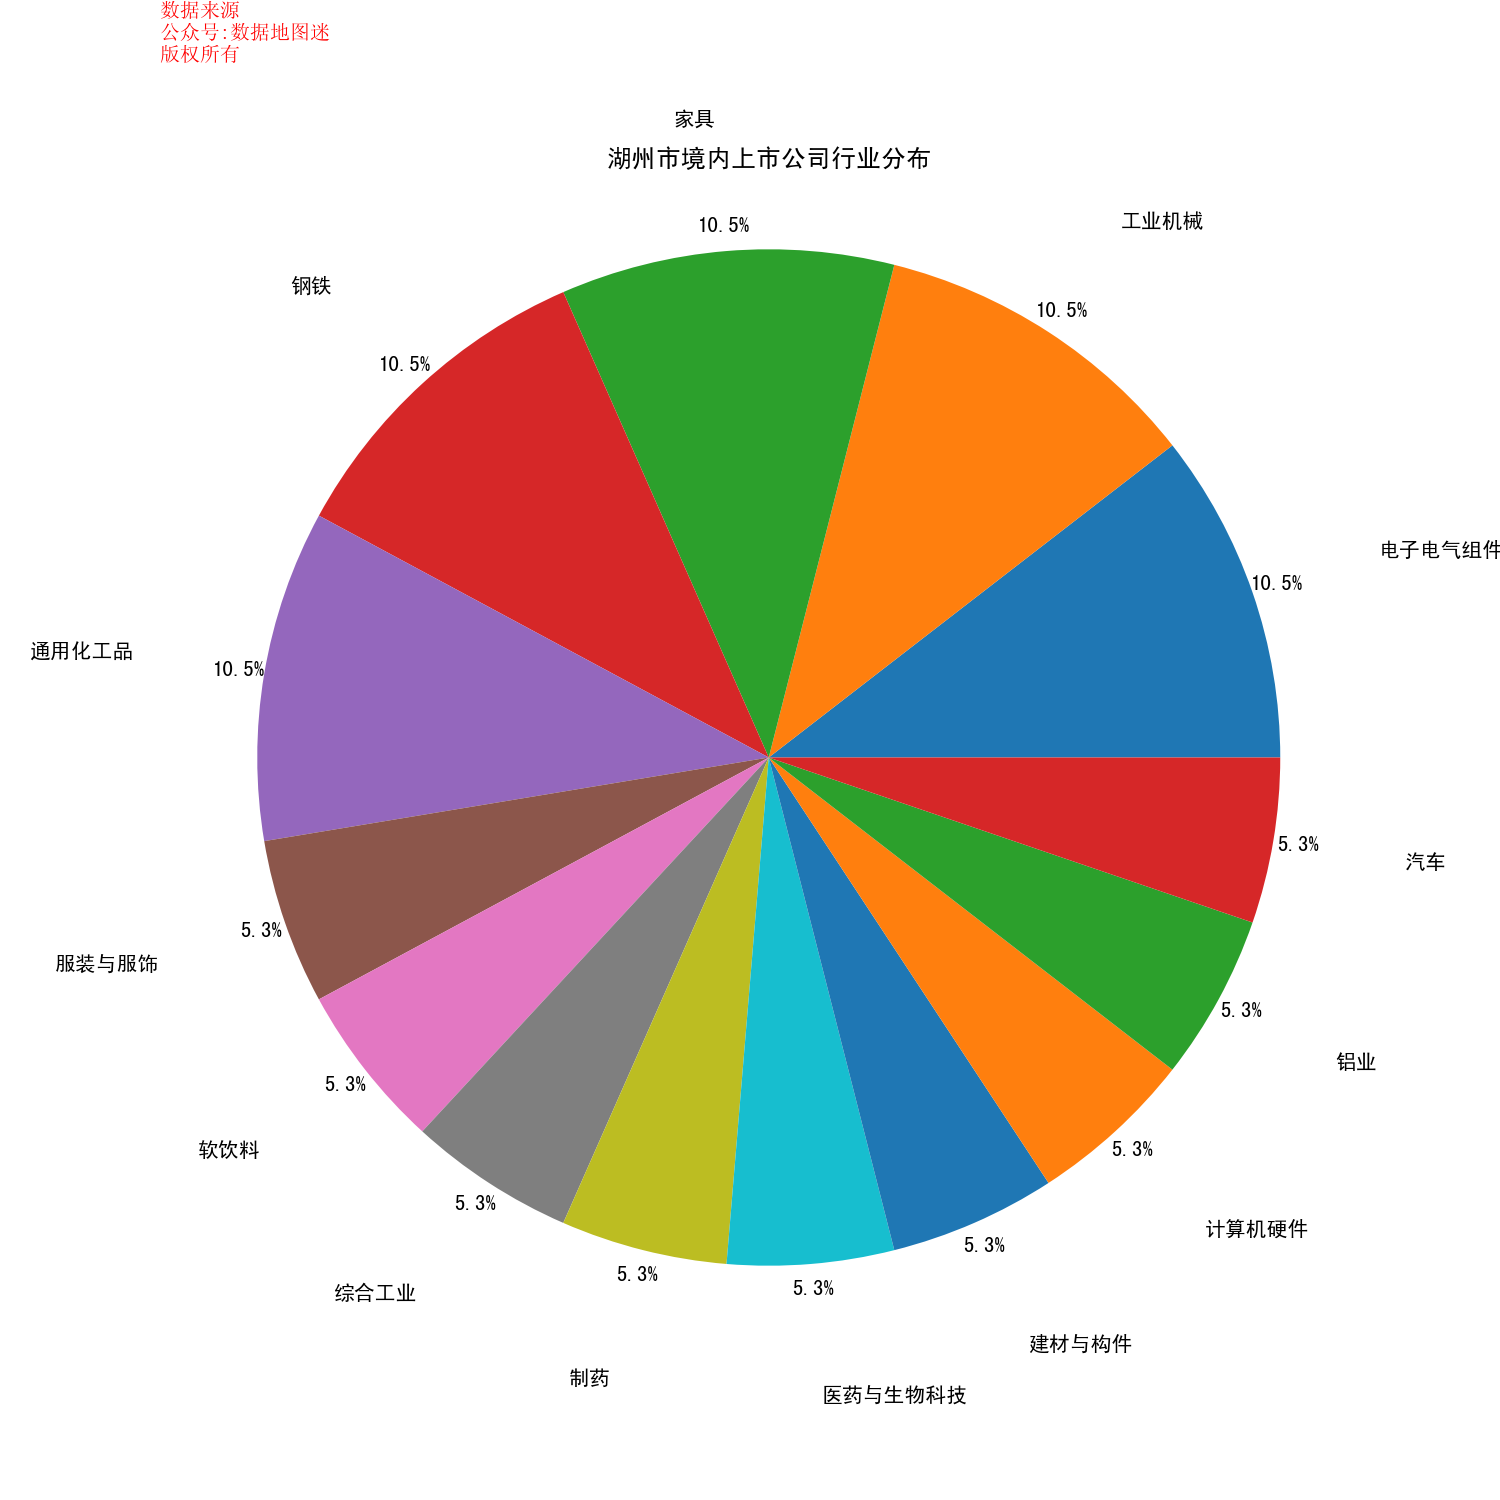 数据来源
公众号:数据地图迷
版权所有
家具
湖州市境内上市公司行业分布
工业机械
10.5%
钢铁
10.5%
10.5%
电子电气组件
10.5%
通用化工品
10.5%
5.3%
汽车
5.3%
服装与服饰
5.3%
铝业
5.3%
软饮料
5.3%
计算机硬件
5.3%
综合工业
5.3%
制药
5.3%
医药与生物科技
5.3%
建材与构件